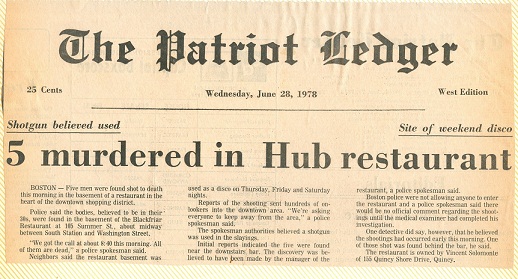 The Patriot Ledger
25 Cents
Wednesday, June 28, 1978
West Edition
Shotgun believed used
Site of weekend disco
5 murdered in Hub restaurant
BOSTON — Five men were found shot to death
this morning in the basement of a restaurant in the
heart of the downtown shopping district.
Police said the bodies, believed to be in their
50s, were found in the basement of the Blackfriar
Restaurant at 105 Summer St., about midway
between South Station and Washington Street.
"We got the call at about 8:40 this morning. All
of them are dead," a police spokesman said.
Neighbors said the restaurant basement was
used as a disco on Thursday, Friday and Saturday
nights.
Reports of the shooting sent hundreds of on-
lookers into the downtown area. "We're asking
everyone to keep away from the area," a police
spokesman said.
The spokesman authorities believed a shotgun
was used in the slayings.
Initial reports indicated the five were found
near the downstairs bar. The discovery was be-
lieved to have been made by the manager of the
restaurant, a police spokesman said.
Boston police were not allowing anyone to enter
the restaurant and a police spokesman said there
would be no official comment regarding the shoot-
ings until the medical examiner had completed his
investigation.
One detective did say, however, that he believed
the shootings had occurred early this morning. One
of those shot was found behind the bar, he said.
The restaurant is owned by Vincent Solomonte
of 155 Quincy Shore Drive, Quincy.